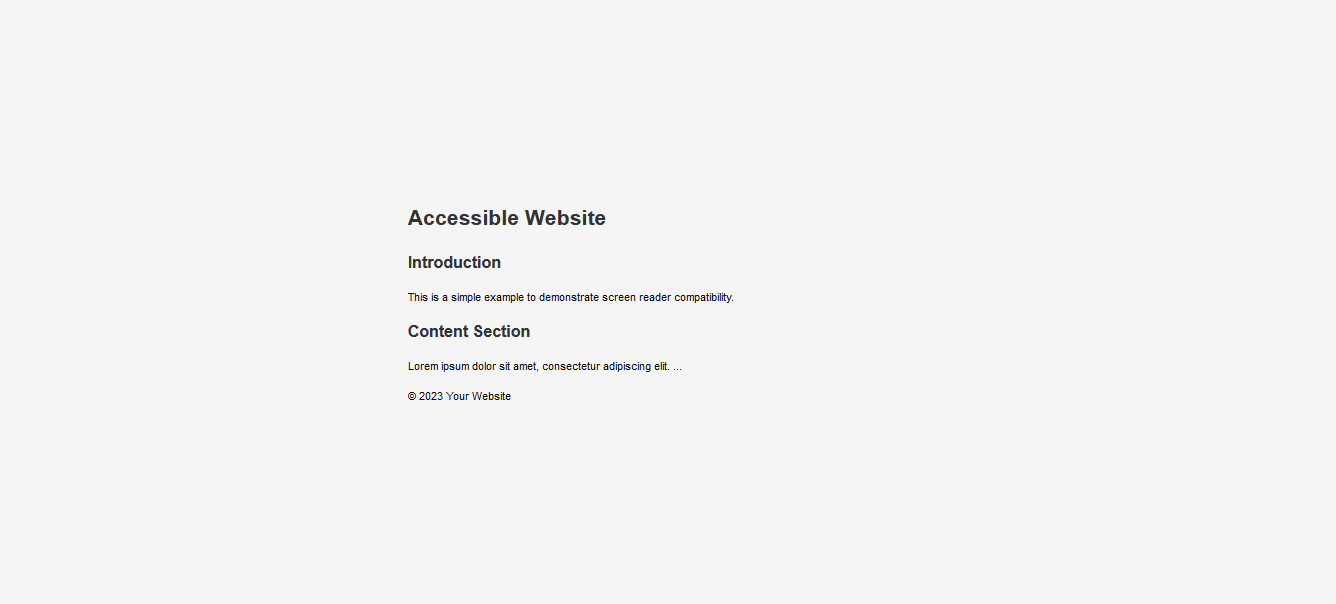 Accessible Website
Introduction
This is a simple example to demonstrate screen reader compatibility.
Content Section
Lorem ipsum dolor sit amet, consectetur adipiscing elit. ...
© 2023 Your Website